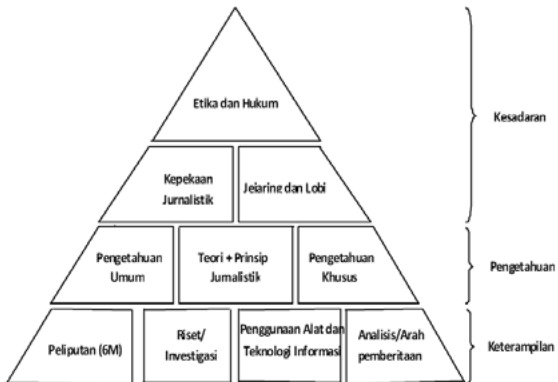 Etika dan Hukum
Kesadaran
Kepekaan
Jurnalistik
Jejaring dan Lobi
Pengetahuan
Umum
Teori + Prinsip
Jurnalistik
Pengetahuan
Khusus
Pengetahuan
Peliputan (6M)
Riset/
Investigasi
Penggunaan Alat dan
Teknologi Informasi
Analisis/Arah
pemberitaan
Keterampilan